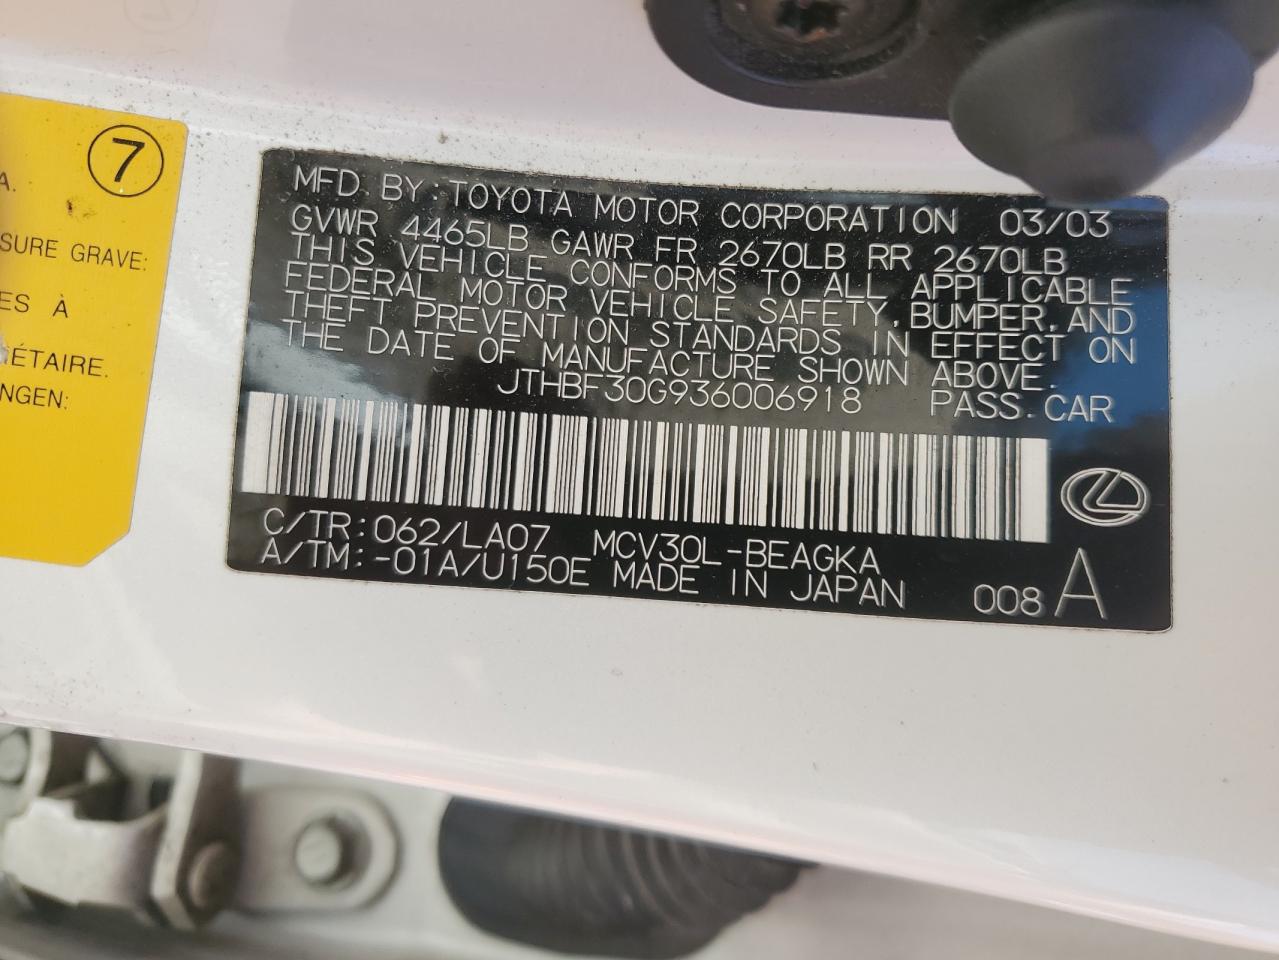 7
A.
SURE GRAVE:
ES À
IÉTAIRE.
NGEN:
MFD. BY: TOYOTA MOTOR CORPORATION 03/03
GVWR 4465LB GAWR FR 2670LB RR 2670LB
THIS VEHICLE CONFORMS TO ALL APPLICABLE
FEDERAL MOTOR VEHICLE SAFETY, BUMPER, AND
THEFT PREVENTION STANDARDS IN EFFECT ON
THE DATE OF MANUFACTURE SHOWN ABOVE.
JTHBF30G936006918 PASS. CAR
C/TR: 062/LA07 MCV30L-BEAGKA
A/TM: -01A/U150E MADE IN JAPAN 008 A